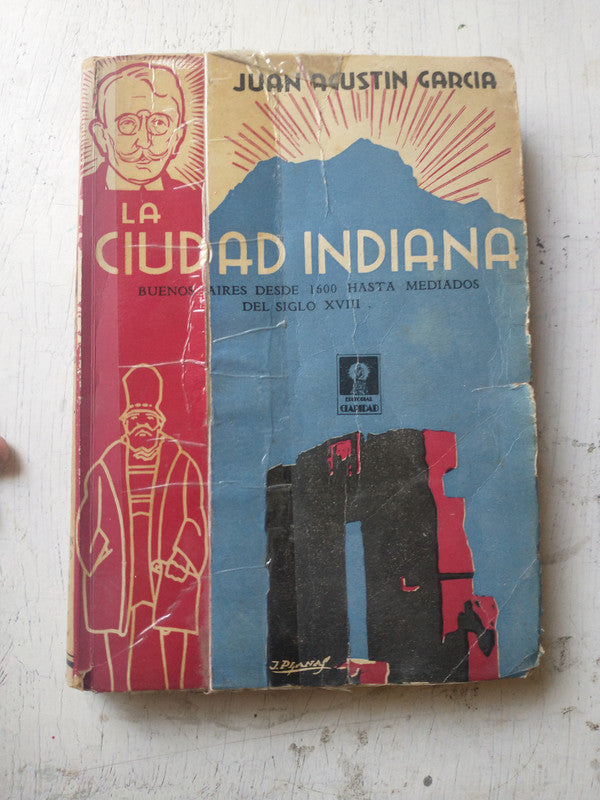 JUAN AGUSTIN GARCIA
LA
CIUDAD INDIANA
BUENOS AIRES DESDE 1600 HASTA MEDIADOS
DEL SIGLO XVIII.
EDITORIAL
CLARIDAD
J. PLANAS